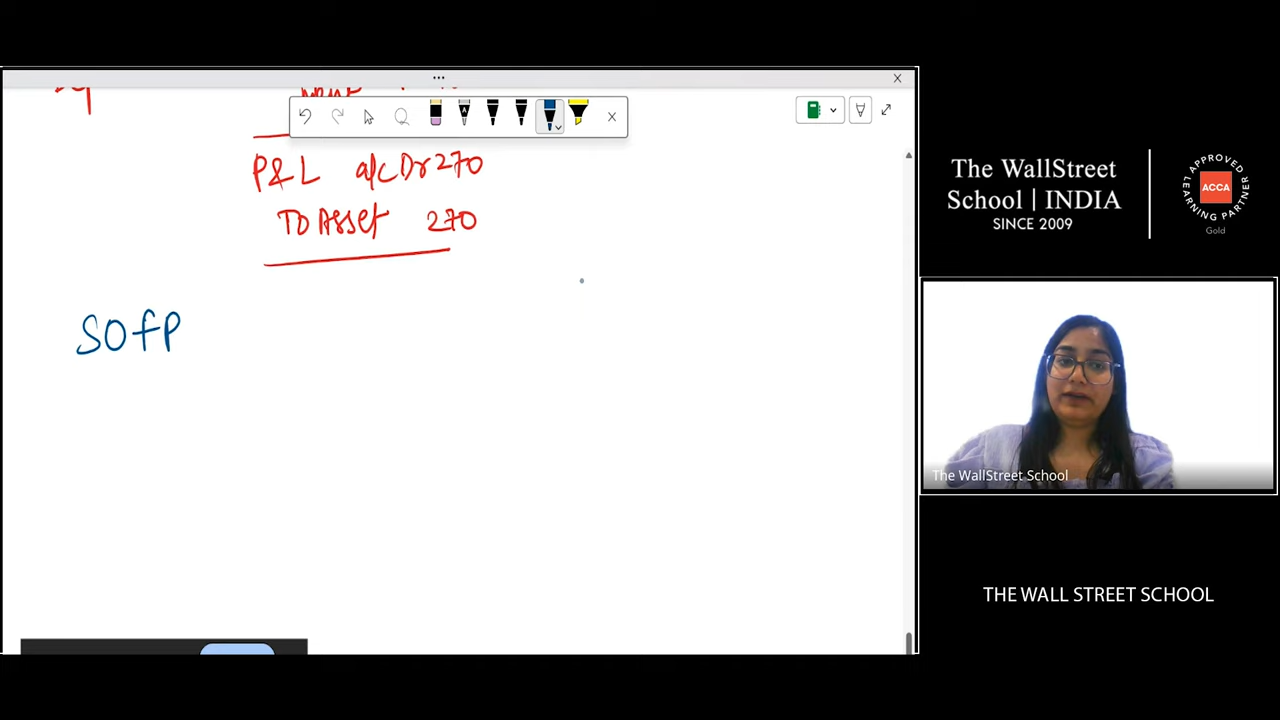 P&L a/c Dr 270
To Asset 270
SOfP
The WallStreet
School | INDIA
SINCE 2009
APPROVED
ACCA
LEARNING PARTNER
Gold
The WallStreet School
THE WALL STREET SCHOOL